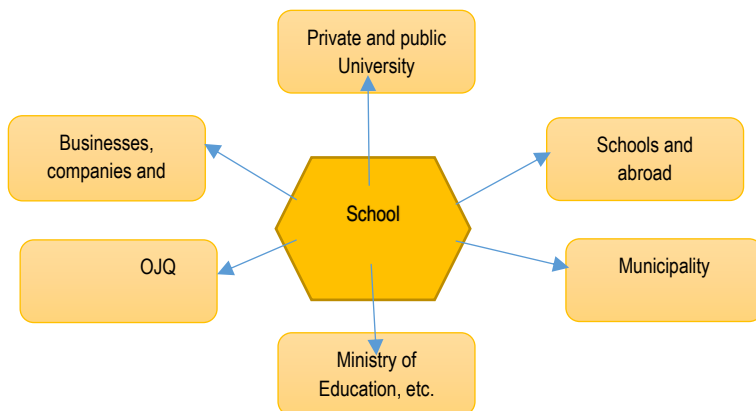 Private and public
University
Businesses,
companies and
Schools and
abroad
School
OJQ
Municipality
Ministry of
Education, etc.